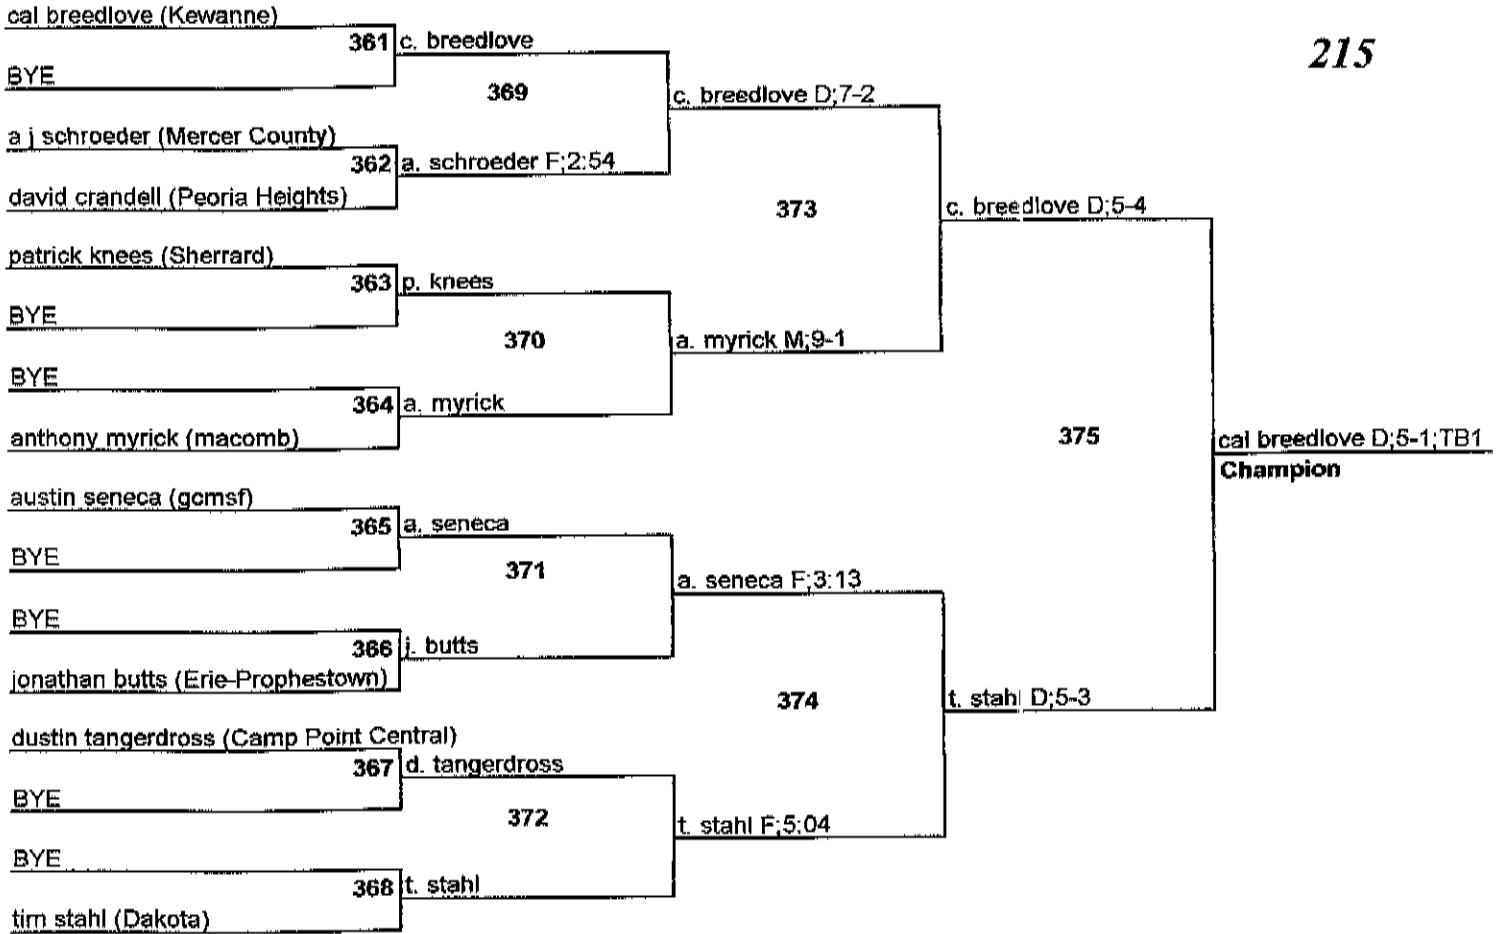 215
cal breedlove (Kewanne)
361
c. breedlove
BYE
369
c. breedlove D;7-2
a j schroeder (Mercer County)
362
a. schroeder F;2:54
david crandell (Peoria Heights)
373
c. breedlove D;5-4
patrick knees (Sherrard)
363
p. knees
BYE
370
a. myrick M;9-1
BYE
364
a. myrick
anthony myrick (macomb)
375
cal breedlove D;5-1;TB1
Champion
austin seneca (gcmsf)
365
a. seneca
BYE
371
a. seneca F;3:13
BYE
366
j. butts
jonathan butts (Erie-Prophestown)
374
t. stahl D;5-3
dustin tangerdross (Camp Point Central)
367
d. tangerdross
BYE
372
t. stahl F;5:04
BYE
368
t. stahl
tim stahl (Dakota)